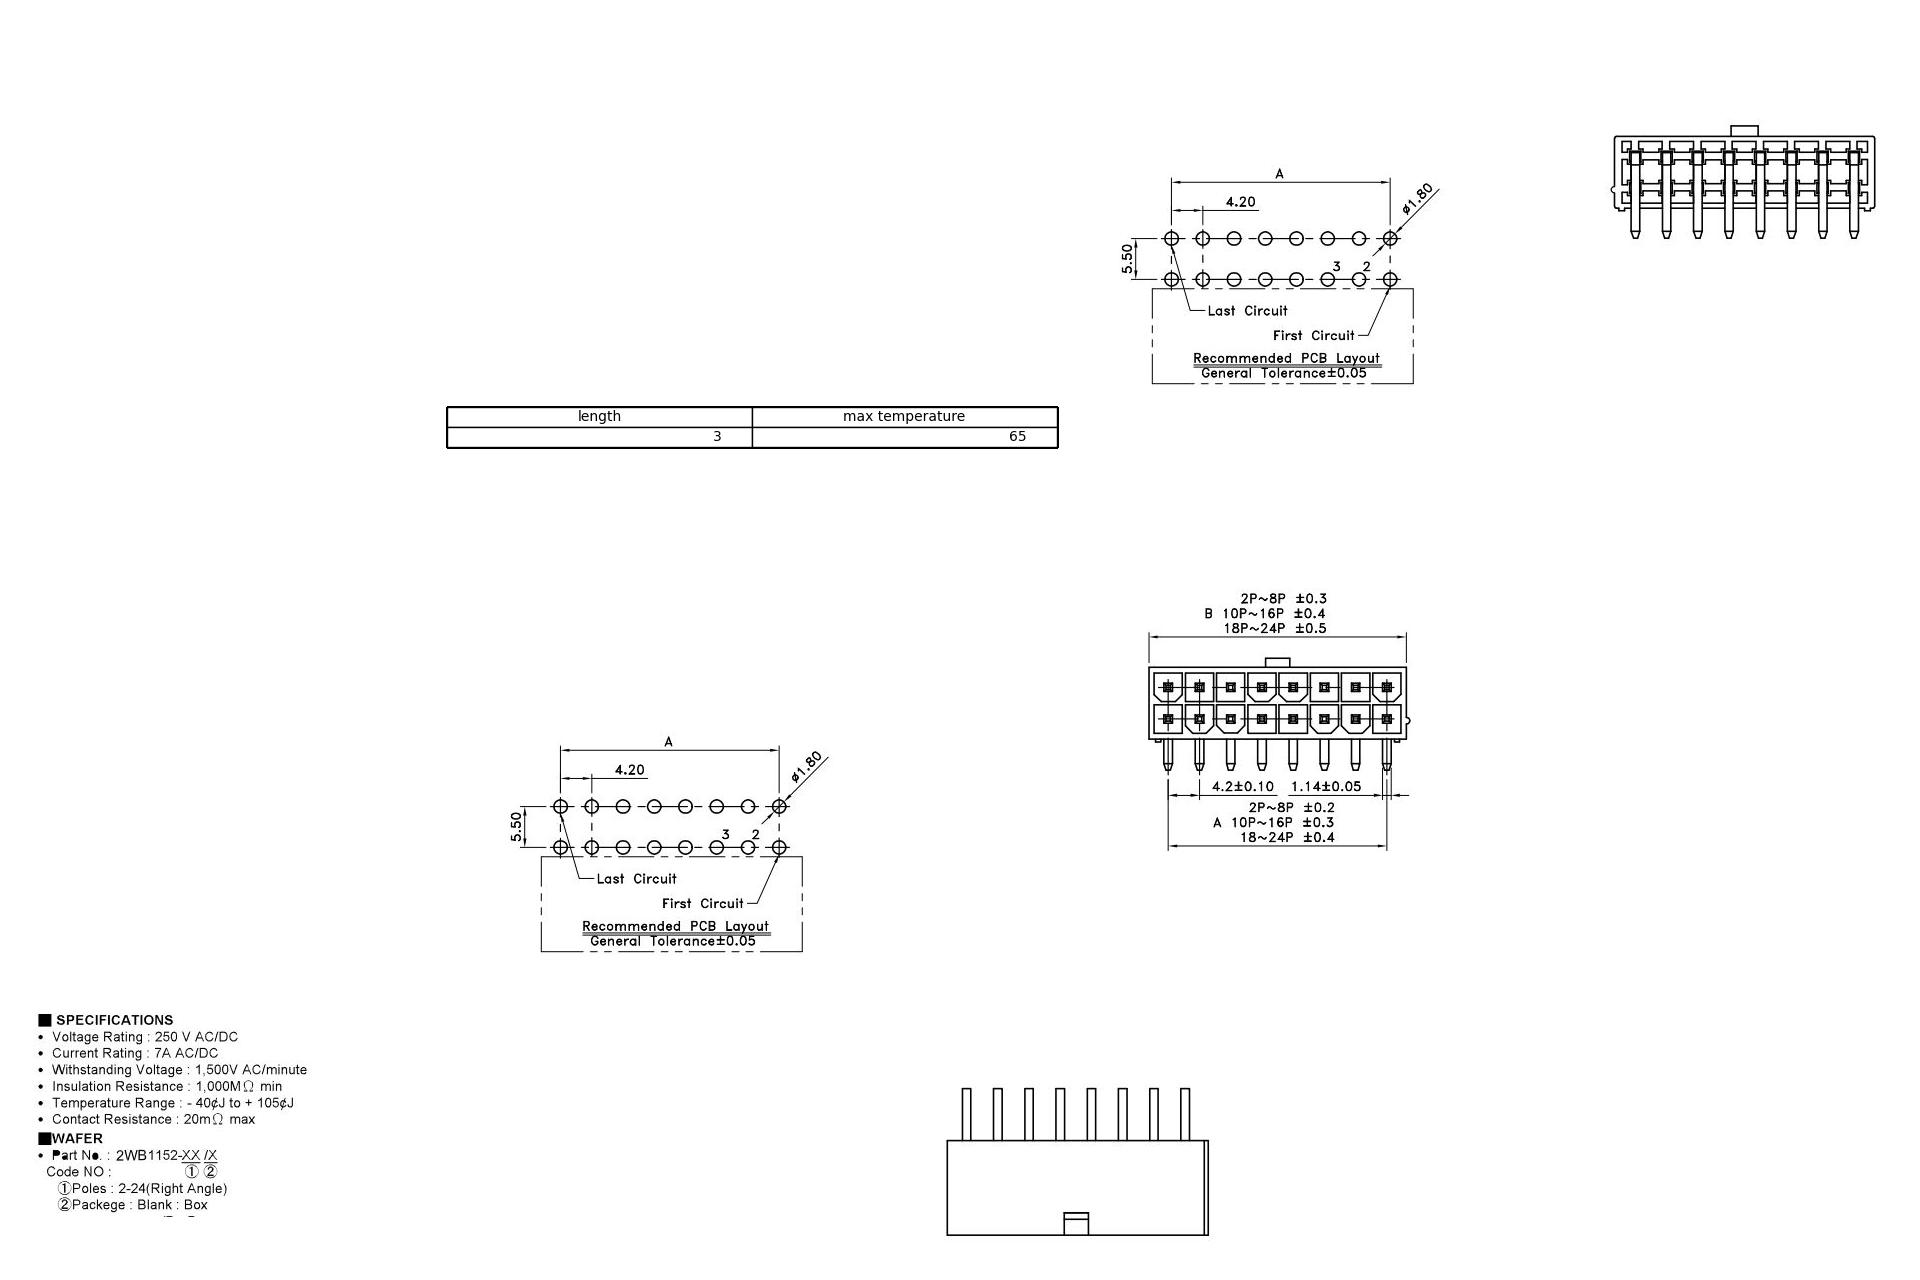 A
4.20
ø1.80
5.50
3 2
Last Circuit
First Circuit
Recommended PCB Layout
General Tolerance±0.05
length max temperature
3 65
2P~8P ±0.3
B 10P~16P ±0.4
18P~24P ±0.5
4.2±0.10 1.14±0.05
2P~8P ±0.2
A 10P~16P ±0.3
18~24P ±0.4
A
4.20
ø1.80
5.50
3 2
Last Circuit
First Circuit
Recommended PCB Layout
General Tolerance±0.05
■ SPECIFICATIONS
• Voltage Rating : 250 V AC/DC
• Current Rating : 7A AC/DC
• Withstanding Voltage : 1,500V AC/minute
• Insulation Resistance : 1,000MΩ min
• Temperature Range : - 40¢J to + 105¢J
• Contact Resistance : 20mΩ max
■WAFER
• Part No. : 2WB1152-XX /X
Code NO : ① ②
①Poles : 2-24(Right Angle)
②Packege : Blank : Box